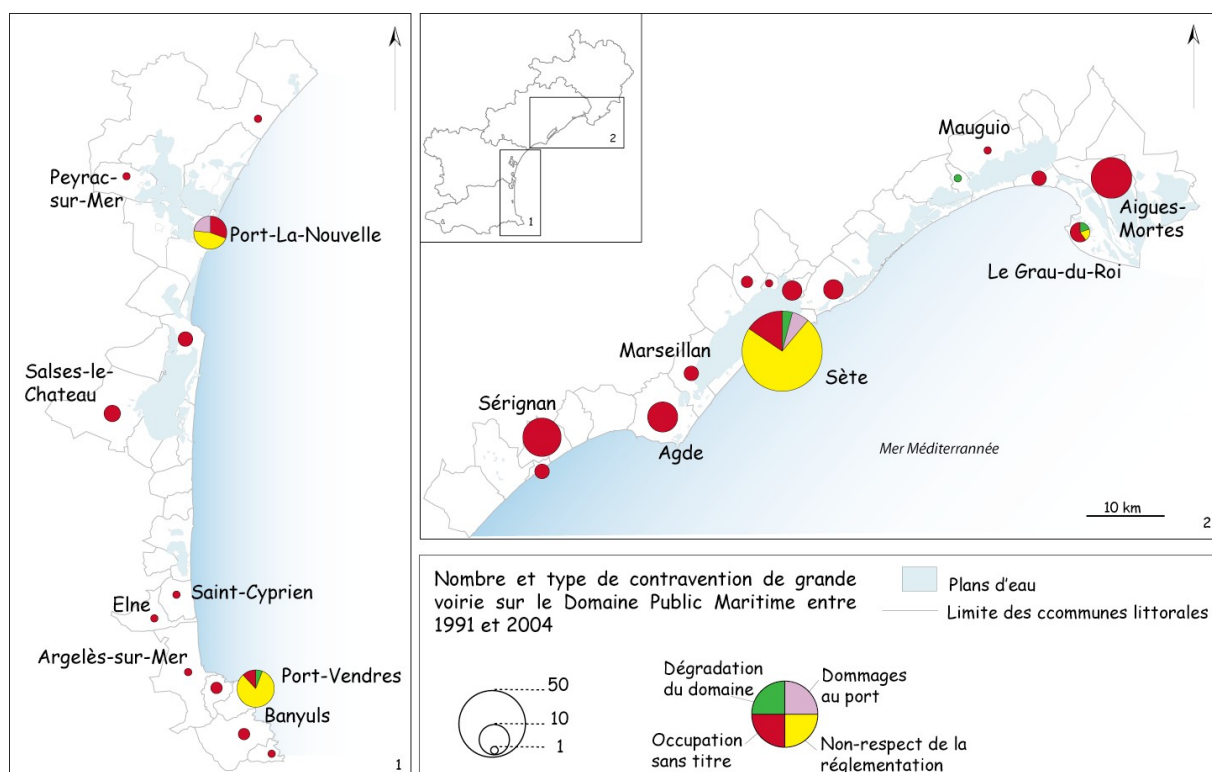 Peyrac-
sur-Mer
Port-La-Nouvelle
Salses-le-
Chateau
Saint-Cyprien
Elne
Argelès-sur-Mer
Port-Vendres
Banyuls
1
2
1
Mauguio
Aigues-
Mortes
Le Grau-du-Roi
Marseillan
Sète
Sérignan
Agde
Mer Méditerrannée
10 km
2
Nombre et type de contravention de grande
voirie sur le Domaine Public Maritime entre
1991 et 2004
Plans d'eau
Limite des ccommunes littorales
50
10
1
Dégradation
du domaine
Dommages
au port
Occupation
sans titre
Non-respect de la
réglementation